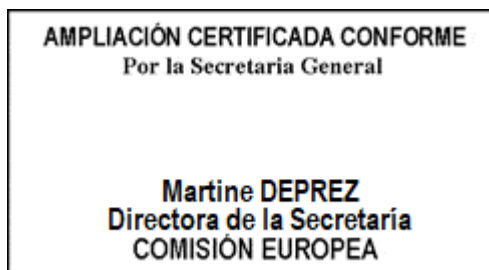 AMPLIACIÓN CERTIFICADA CONFORME
Por la Secretaria General
Martine DEPREZ
Directora de la Secretaría
COMISIÓN EUROPEA